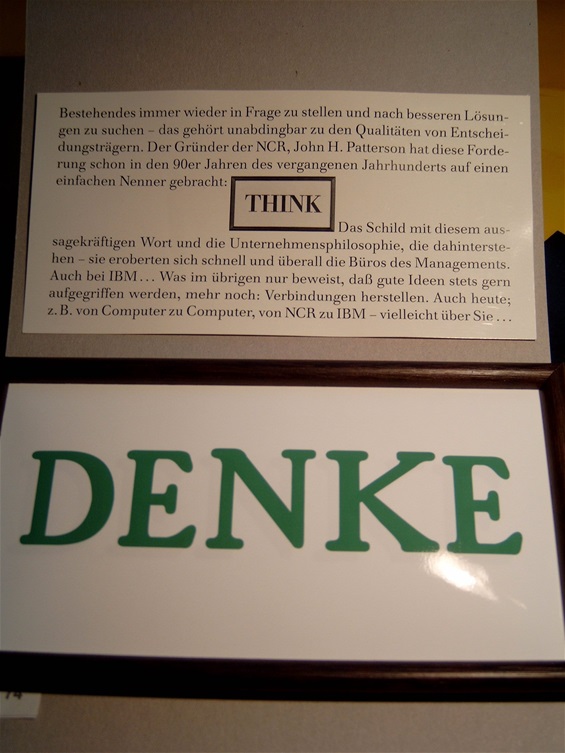 Bestehendes immer wieder in Frage zu stellen und nach besseren Lösun-
gen zu suchen – das gehört unabdingbar zu den Qualitäten von Entschei-
dungsträgern. Der Gründer der NCR, John H. Patterson hat diese Forde-
rung schon in den 90er Jahren des vergangenen Jahrhunderts auf einen
einfachen Nenner gebracht:
THINK
Das Schild mit diesem aus-
sagekräftigen Wort und die Unternehmensphilosophie, die dahinterste-
hen – sie eroberten sich schnell und überall die Büros des Managements.
Auch bei IBM... Was im übrigen nur beweist, daß gute Ideen stets gern
aufgegriffen werden, mehr noch: Verbindungen herstellen. Auch heute;
z. B. von Computer zu Computer, von NCR zu IBM – vielleicht über Sie ...
DENKE
74